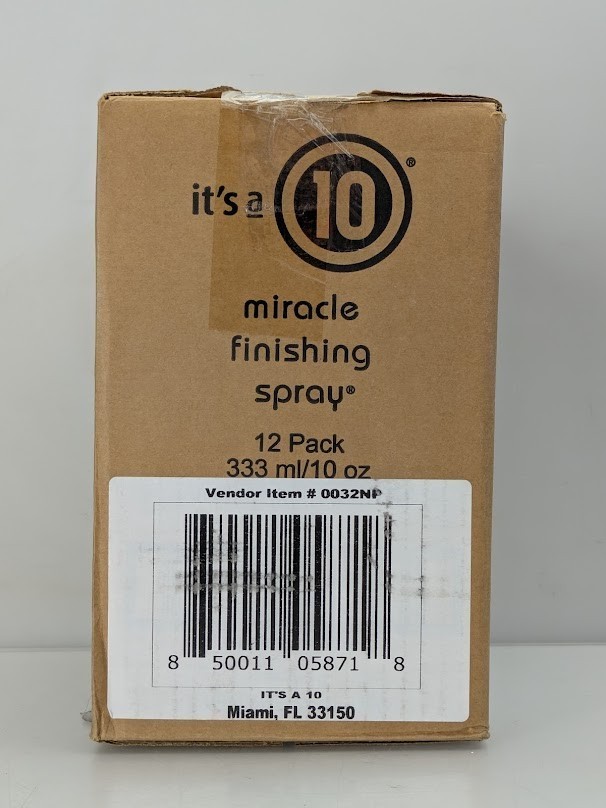 it's a 10®
miracle
finishing
spray®
12 Pack
333 ml/10 oz
Vendor Item # 0032NP
8 50011 05871 8
IT'S A 10
Miami, FL 33150